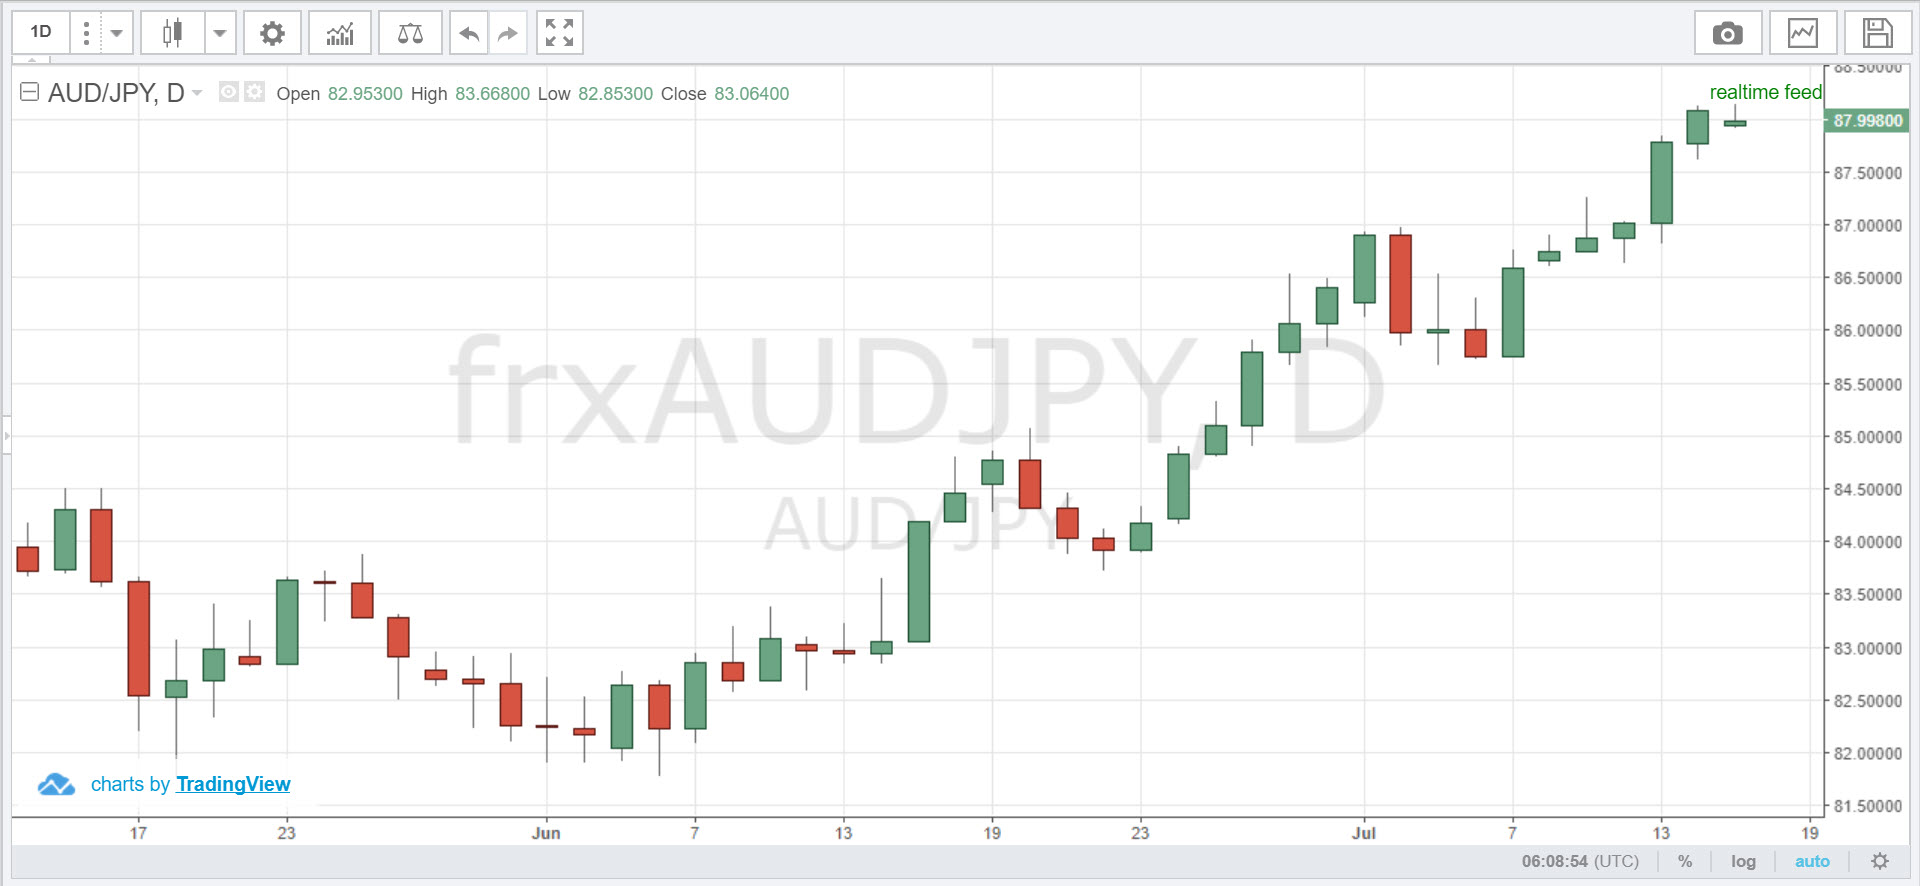 1D
AUD/JPY, D Open 82.95300 High 83.66800 Low 82.85300 Close 83.06400
realtime feed
88.50000
87.99800
87.50000
87.00000
86.50000
86.00000
85.50000
85.00000
84.50000
84.00000
83.50000
83.00000
82.50000
82.00000
81.50000
frxAUDJPY, D
AUD/JPY
charts by TradingView
17 23 Jun 7 13 19 23 Jul 7 13 19
06:08:54 (UTC) % log auto